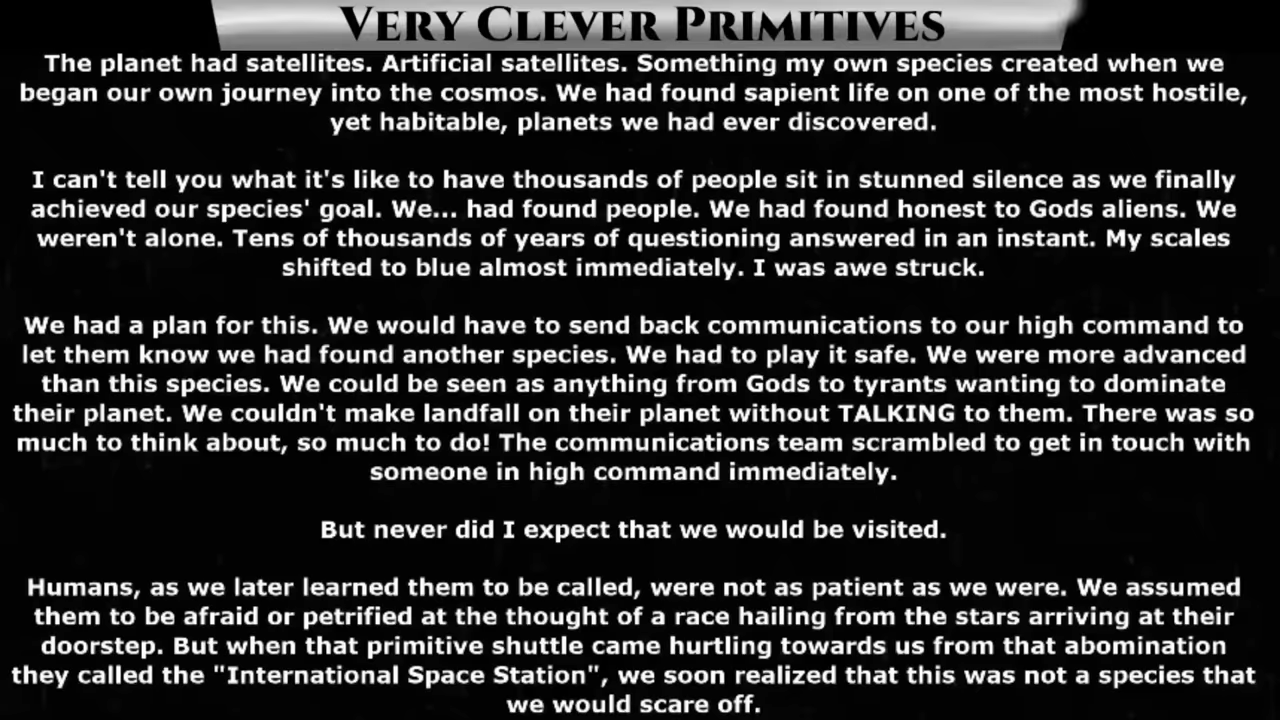 VERY CLEVER PRIMITIVES
The planet had satellites. Artificial satellites. Something my own species created when we
began our own journey into the cosmos. We had found sapient life on one of the most hostile,
yet habitable, planets we had ever discovered.
I can't tell you what it's like to have thousands of people sit in stunned silence as we finally
achieved our species' goal. We... had found people. We had found honest to Gods aliens. We
weren't alone. Tens of thousands of years of questioning answered in an instant. My scales
shifted to blue almost immediately. I was awe struck.
We had a plan for this. We would have to send back communications to our high command to
let them know we had found another species. We had to play it safe. We were more advanced
than this species. We could be seen as anything from Gods to tyrants wanting to dominate
their planet. We couldn't make landfall on their planet without TALKING to them. There was so
much to think about, so much to do! The communications team scrambled to get in touch with
someone in high command immediately.
But never did I expect that we would be visited.
Humans, as we later learned them to be called, were not as patient as we were. We assumed
them to be afraid or petrified at the thought of a race hailing from the stars arriving at their
doorstep. But when that primitive shuttle came hurtling towards us from that abomination
they called the "International Space Station", we soon realized that this was not a species that
we would scare off.